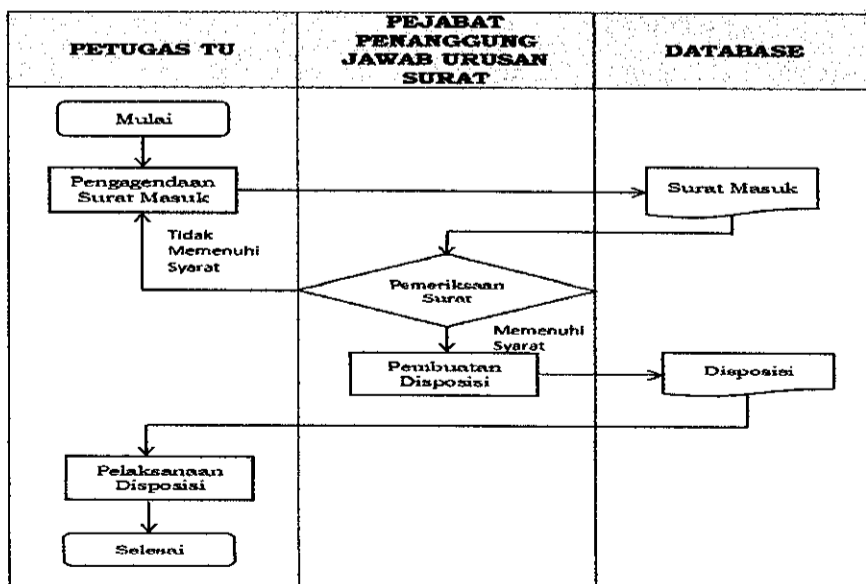 PETUGAS TU
PEJABAT
PENANGGUNG
JAWAB URUSAN
SURAT
DATABASE
Mulai
Pengagendaan
Surat Masuk
Surat Masuk
Tidak
Memenuhi
Syarat
Pemeriksaan
Surat
Memenuhi
Syarat
Pembuatan
Disposisi
Disposisi
Pelaksanaan
Disposisi
Selesai